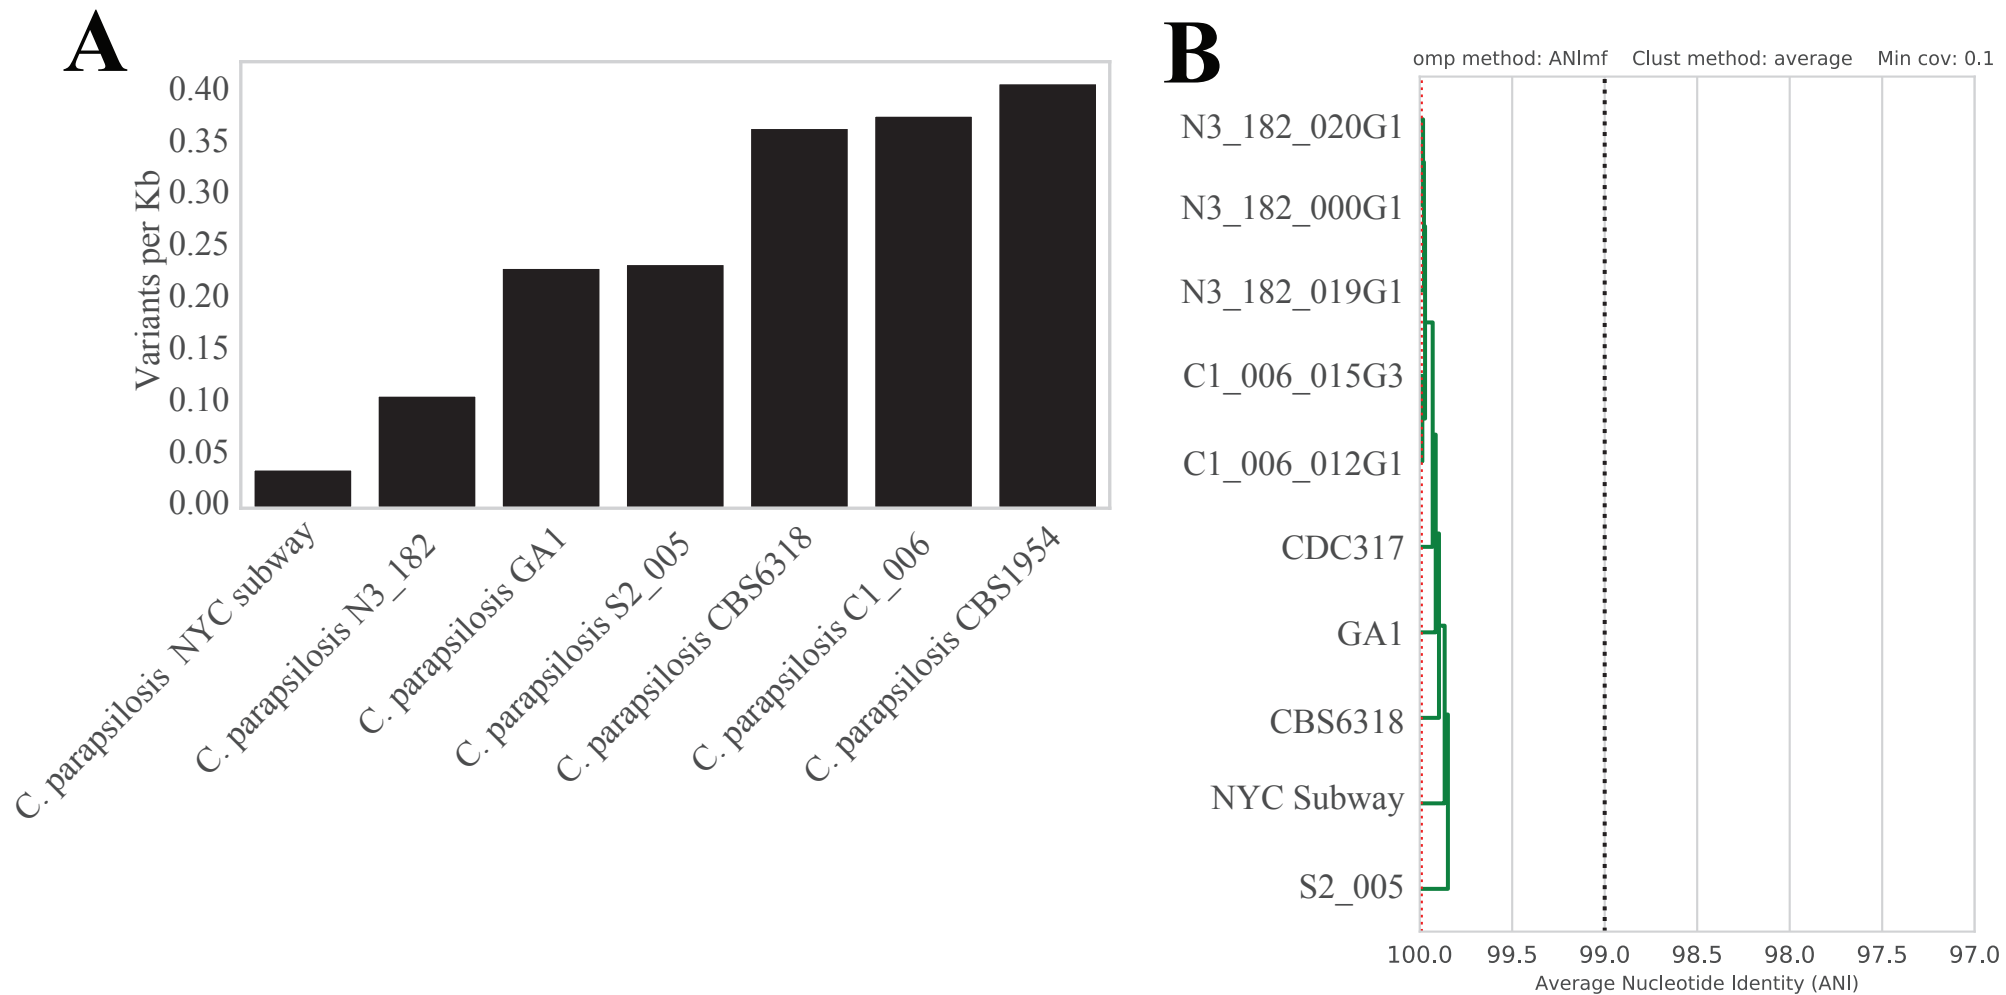 A
Variants per Kb
0.40
0.35
0.30
0.25
0.20
0.15
0.10
0.05
0.00
C. parapsilosis NYC subway
C. parapsilosis N3_182
C. parapsilosis GA1
C. parapsilosis S2_005
C. parapsilosis CBS6318
C. parapsilosis C1_006
C. parapsilosis CBS1954
B
omp method: ANImf Clust method: average Min cov: 0.1
N3_182_020G1
N3_182_000G1
N3_182_019G1
C1_006_015G3
C1_006_012G1
CDC317
GA1
CBS6318
NYC Subway
S2_005
100.0 99.5 99.0 98.5 98.0 97.5 97.0
Average Nucleotide Identity (ANI)